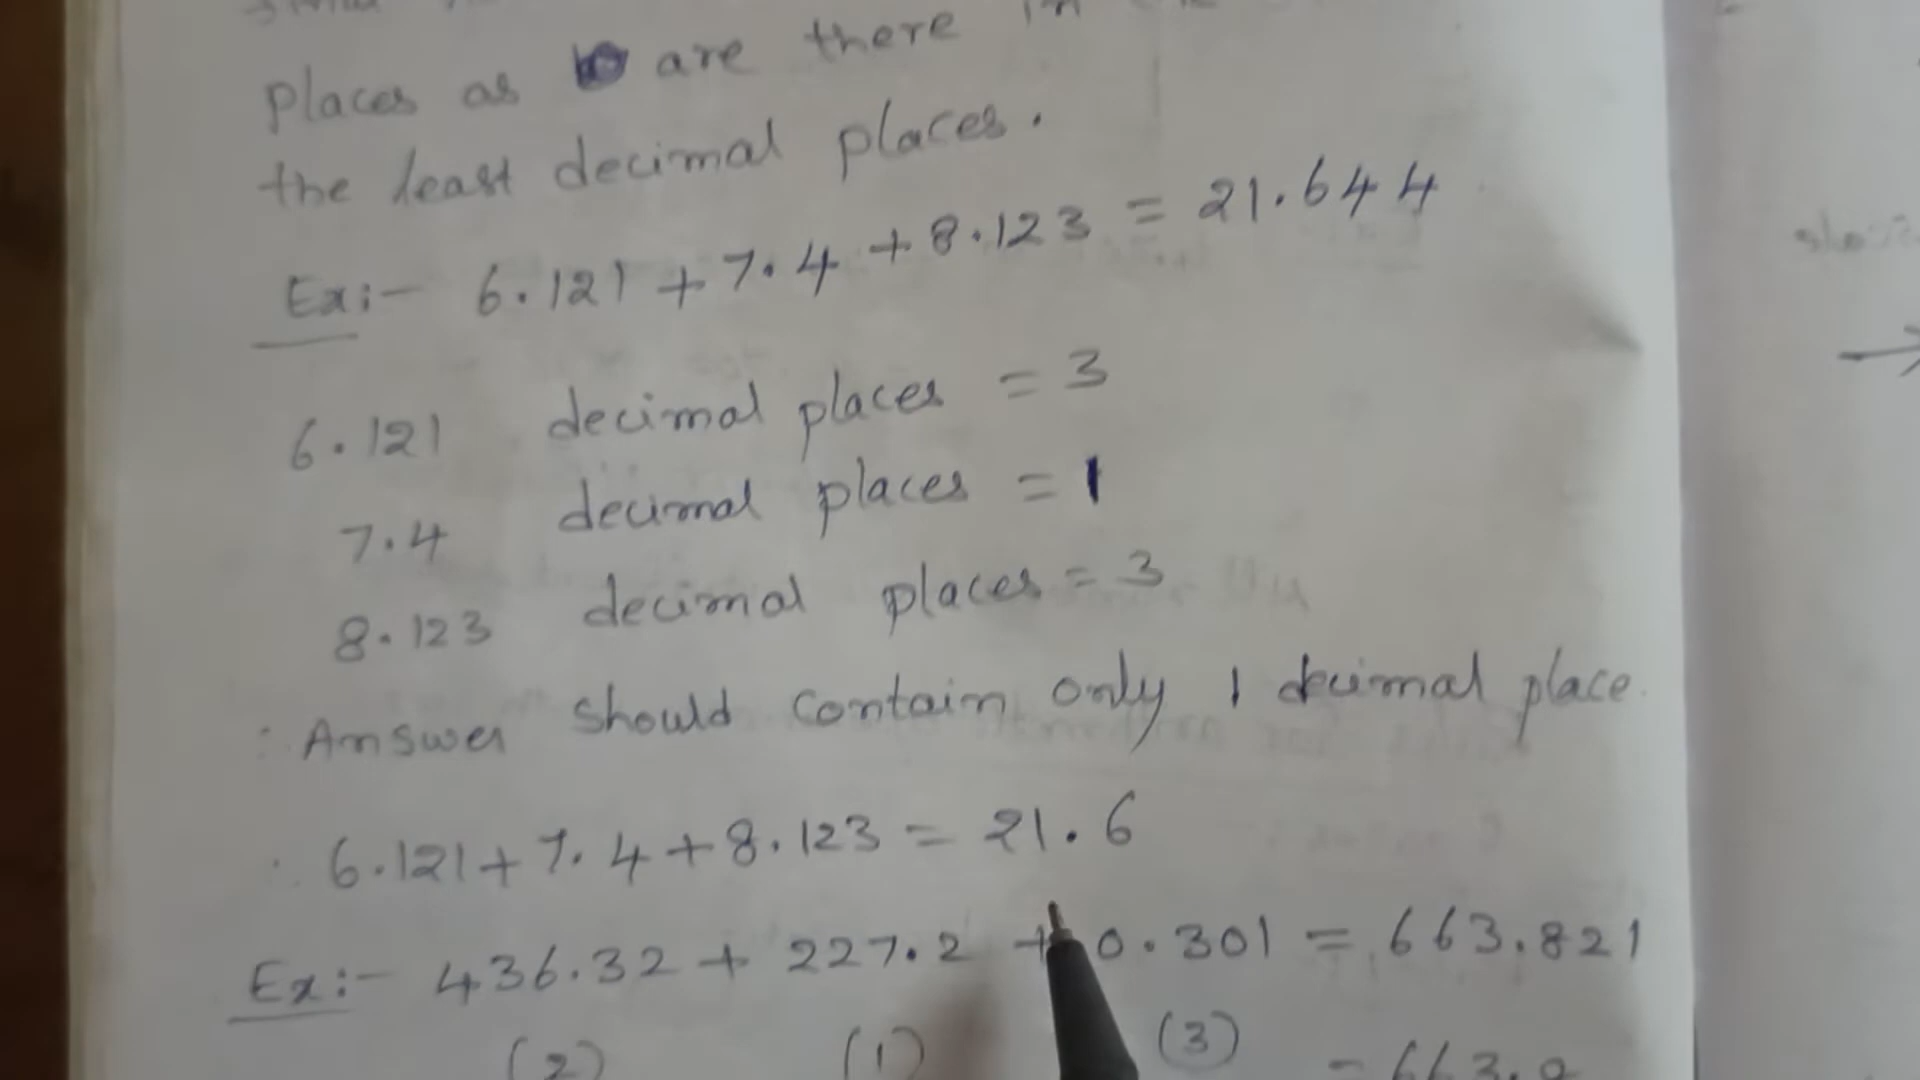 places as are there in
the least decimal places.
Ex:- 6.121 + 7.4 + 8.123 = 21.644
6.121 decimal places = 3
7.4 decimal places = 1
8.123 decimal places = 3
Answer should contain only 1 decimal place.
6.121 + 7.4 + 8.123 = 21.6
Ex:- 436.32 + 227.2 + 0.301 = 663.821
(2) (1) (3) = 663.8